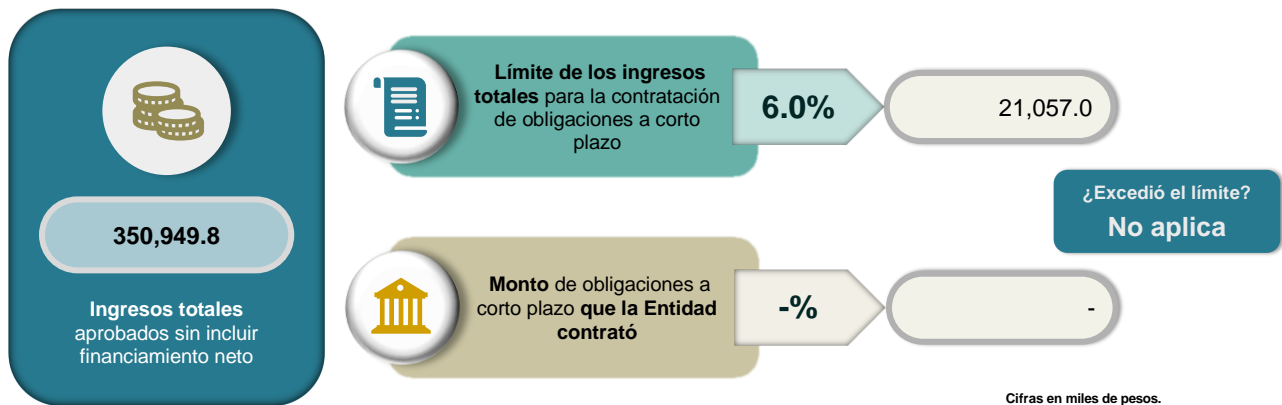 350,949.8
Ingresos totales
aprobados sin incluir
financiamiento neto
Límite de los ingresos
totales para la contratación
de obligaciones a corto
plazo
6.0%
21,057.0
Monto de obligaciones a
corto plazo que la Entidad
contrató
-%
-
¿Excedió el límite?
No aplica
Cifras en miles de pesos.